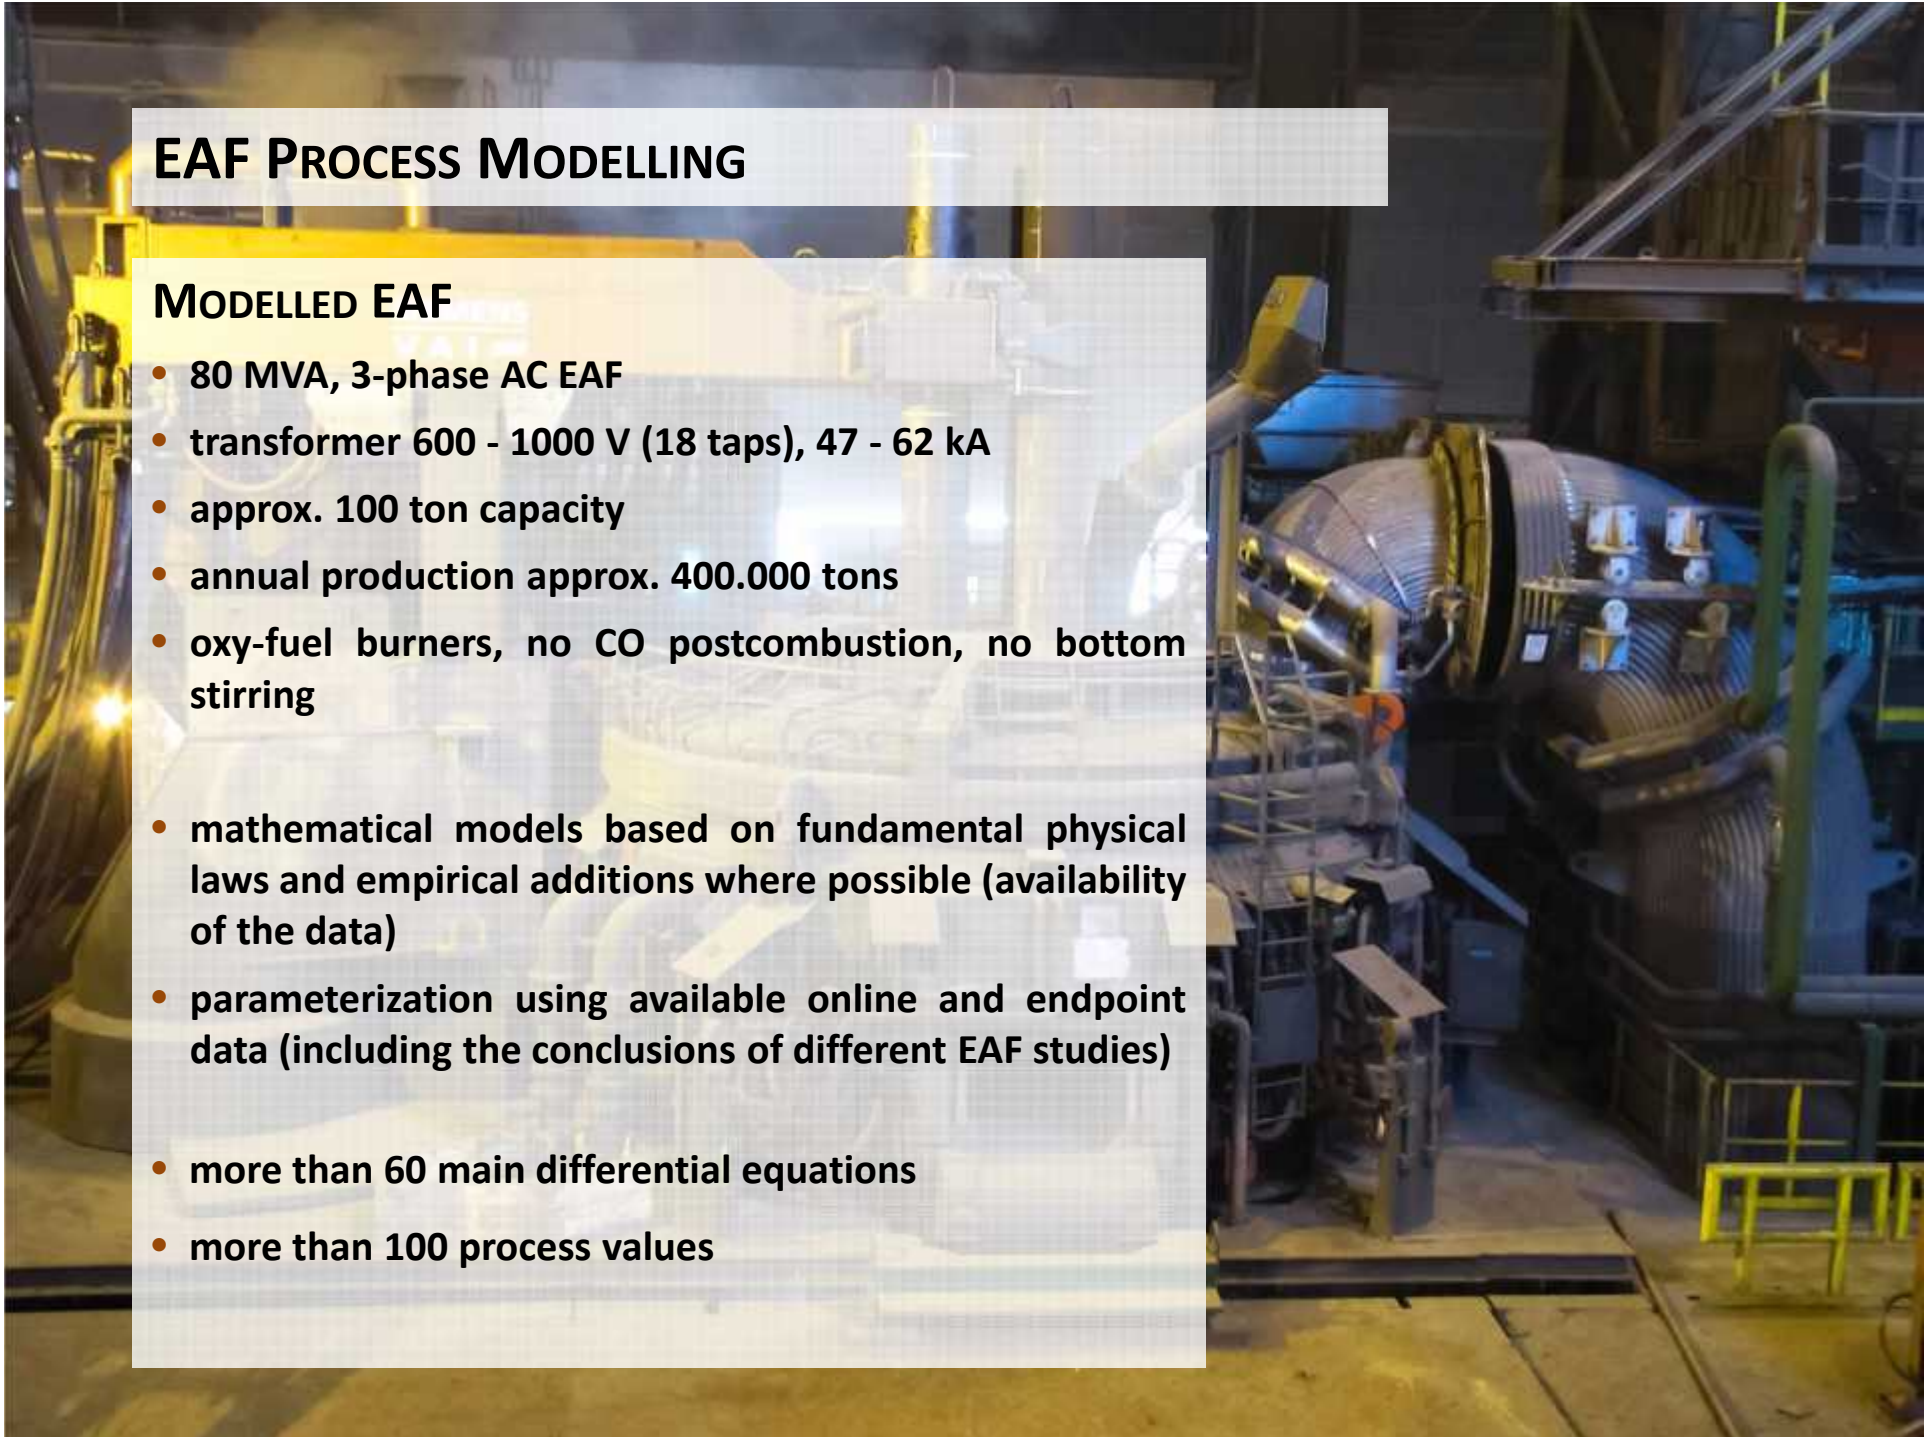 EAF PROCESS MODELLING
MODELLED EAF
• 80 MVA, 3-phase AC EAF
• transformer 600 - 1000 V (18 taps), 47 - 62 kA
• approx. 100 ton capacity
• annual production approx. 400.000 tons
• oxy-fuel burners, no CO postcombustion, no bottom
stirring
• mathematical models based on fundamental physical
laws and empirical additions where possible (availability
of the data)
• parameterization using available online and endpoint
data (including the conclusions of different EAF studies)
• more than 60 main differential equations
• more than 100 process values